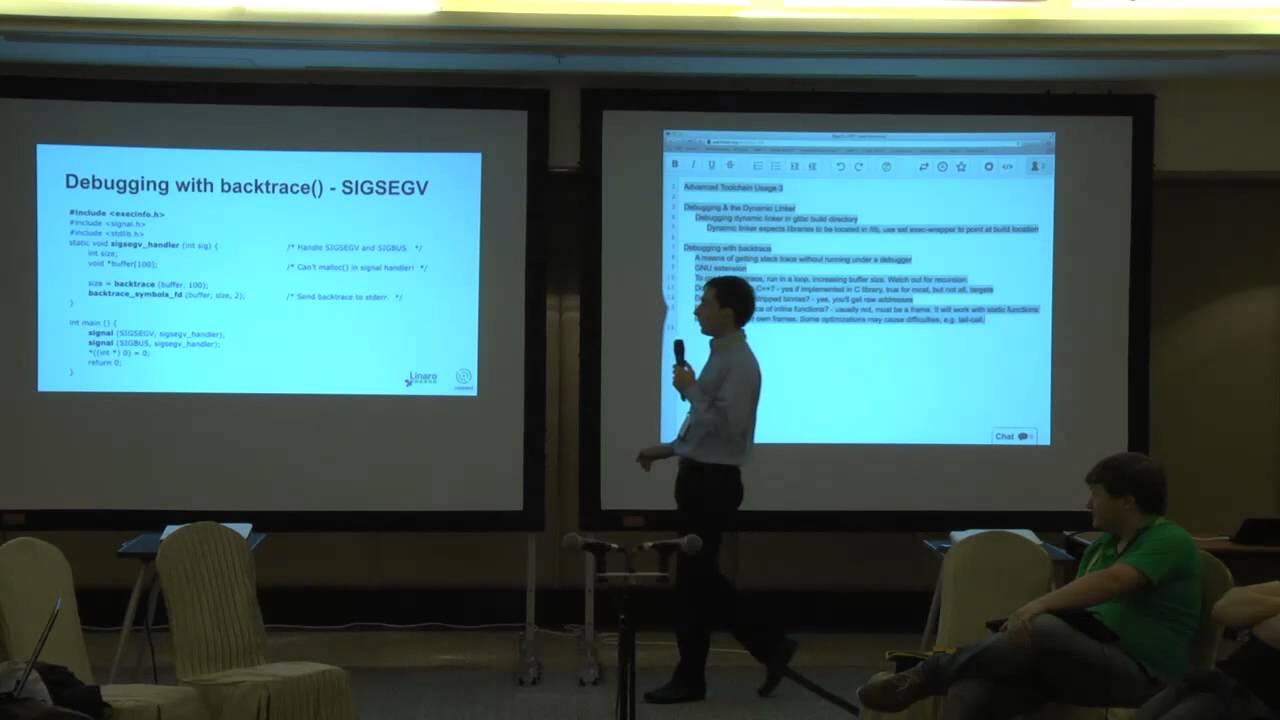 Debugging with backtrace() - SIGSEGV
#include <execinfo.h>
#include <signal.h>
#include <stdlib.h>
static void sigsegv_handler (int sig) { /* Handle SIGSEGV and SIGBUS. */
int size;
void *buffer[100]; /* Can't malloc() in signal handler! */
size = backtrace (buffer, 100);
backtrace_symbols_fd (buffer, size, 2); /* Send backtrace to stderr. */
}
int main () {
signal (SIGSEGV, sigsegv_handler);
signal (SIGBUS, sigsegv_handler);
*((int *) 0) = 0;
return 0;
}
Linaro
connect
B I U S
Advanced Toolchain Usage 3
Debugging & the Dynamic Linker
Debugging dynamic linker in glibc build directory
Dynamic linker expects libraries to be located in /lib, use set exec-wrapper to point at build location
Debugging with backtrace
A means of getting stack trace without running under a debugger
GNU extension
trace, run in a loop, increasing buffer size. Watch out for recursion.
C++? - yes if implemented in C library, true for most, but not all, targets
stripped binaries? - yes, you'll get raw addresses
of inline functions? - usually not, must be a frame. It will work with static functions
own frames. Some optimizations may cause difficulties, e.g. tail-call.
Chat